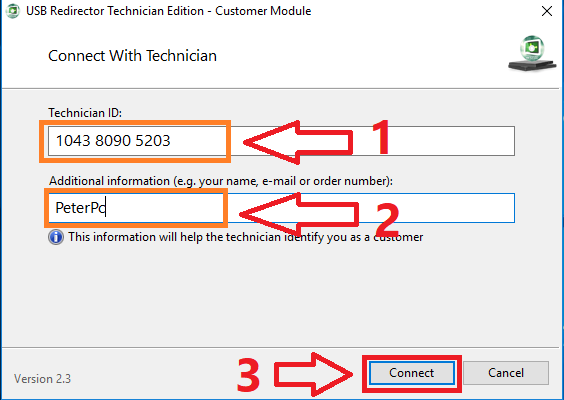 USB Redirector Technician Edition - Customer Module
Connect With Technician
Technician ID:
1043 8090 5203
1
Additional information (e.g. your name, e-mail or order number):
PeterPc
2
This information will help the technician identify you as a customer
3
Connect
Cancel
Version 2.3